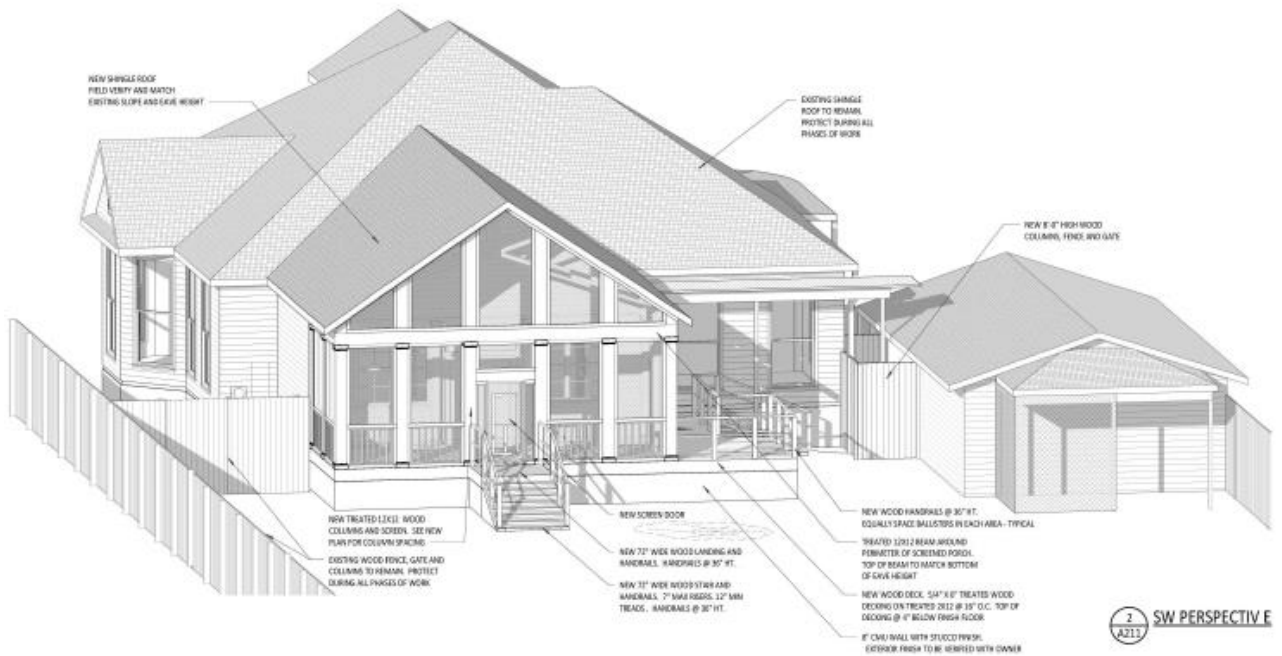 NEW SHINGLE ROOF
FIELD VERIFY AND MATCH
EXISTING SLOPE AND EAVE HEIGHT
EXISTING SHINGLE
ROOF TO REMAIN.
PROTECT DURING ALL
PHASES OF WORK
NEW 8'-0" HIGH WOOD
COLUMNS, FENCE AND GATE
NEW TREATED 12X12 WOOD
COLUMNS AND SCREEN. SEE NEW
PLAN FOR COLUMN SPACING
EXISTING WOOD FENCE, GATE AND
COLUMNS TO REMAIN. PROTECT
DURING ALL PHASES OF WORK
NEW SCREEN DOOR
NEW 72" WIDE WOOD LANDING AND
HANDRAILS. HANDRAILS @ 36" HT.
NEW 72" WIDE WOOD STAIR AND
HANDRAILS. 7" MAX RISERS. 12" MIN
TREADS. HANDRAILS @ 36" HT.
NEW WOOD HANDRAILS @ 36" HT.
EQUALLY SPACE BALUSTERS IN EACH AREA - TYPICAL
TREATED 12X12 BEAM AROUND
PERIMETER OF SCREENED PORCH.
TOP OF BEAM TO MATCH BOTTOM
OF EAVE HEIGHT
NEW WOOD DECK. 5/4" X 6" TREATED WOOD
DECKING ON TREATED 2X12 @ 16" O.C. TOP OF
DECKING @ 4" BELOW FINISH FLOOR
8" CMU WALL WITH STUCCO FINISH.
EXTERIOR FINISH TO BE VERIFIED WITH OWNER
2
A211
SW PERSPECTIVE